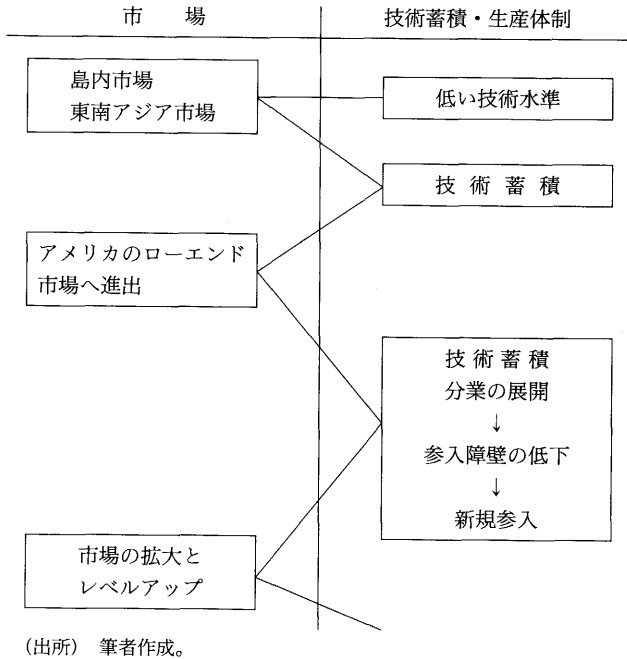 市　場
技術蓄積・生産体制
島内市場
東南アジア市場
低い技術水準
技術蓄積
アメリカのローエンド
市場へ進出
技術蓄積
分業の展開
↓
参入障壁の低下
↓
新規参入
市場の拡大と
レベルアップ
（出所）　筆者作成。